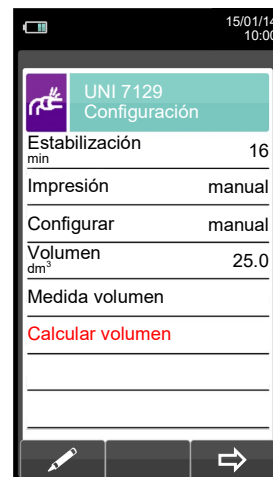 15/01/14
10:00
UNI 7129
Configuración
Estabilización
min
16
Impresión manual
Configurar manual
Volumen
dm³
25.0
Medida volumen
Calcular volumen